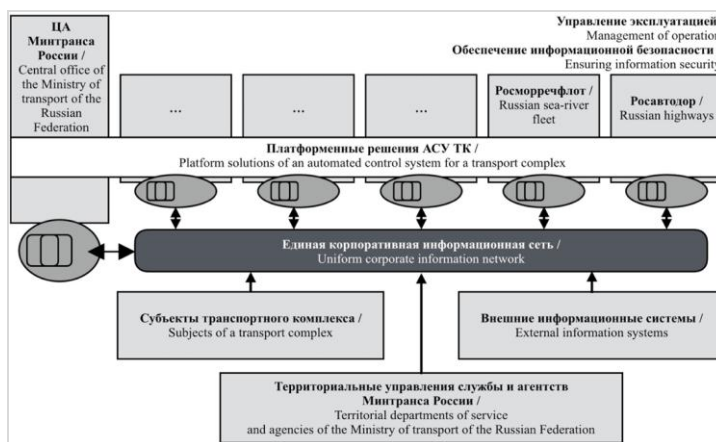 ЦА
Минтранса
России /
Central office of
the Ministry of
transport of the
Russian
Federation
Управление эксплуатацией
Management of operation
Обеспечение информационной безопасности
Ensuring information security
...
...
...
Росморречфлот /
Russian sea-river
fleet
Росавтодор /
Russian highways
Платформенные решения АСУ ТК /
Platform solutions of an automated control system for a transport complex
Единая корпоративная информационная сеть /
Uniform corporate information network
Субъекты транспортного комплекса /
Subjects of a transport complex
Внешние информационные системы /
External information systems
Территориальные управления службы и агентств
Минтранса России /
Territorial departments of service
and agencies of the Ministry of transport of the Russian Federation